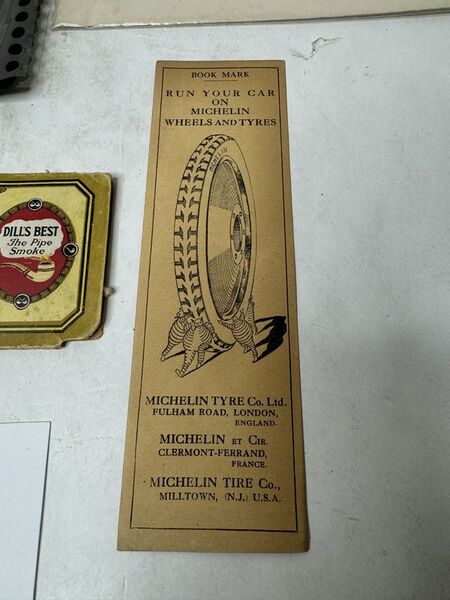 BOOK MARK
RUN YOUR CAR
ON
MICHELIN
WHEELS AND TYRES
MICHELIN
DILL'S BEST
The Pipe
Smoke
MICHELIN TYRE Co. Ltd.
FULHAM ROAD, LONDON,
ENGLAND.
MICHELIN ET CIE.
CLERMONT-FERRAND,
FRANCE.
MICHELIN TIRE Co.,
MILLTOWN, (N.J.) U.S.A.